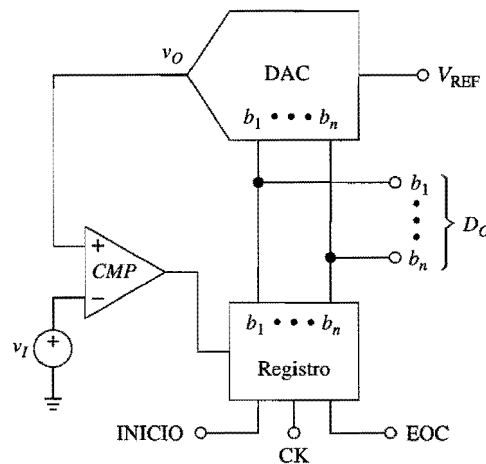 v_O
DAC
V_REF
b_1 • • • b_n
b_1
D_O
b_n
+
CMP
−
v_I
+
b_1 • • • b_n
Registro
INICIO
CK
EOC